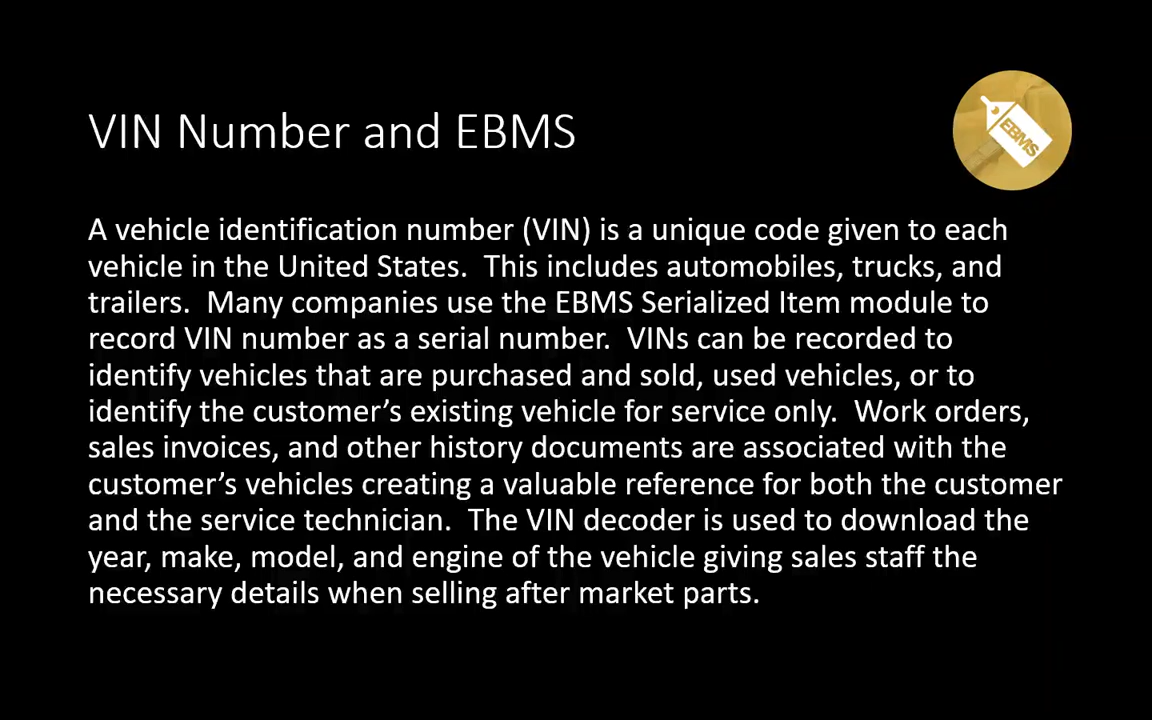 VIN Number and EBMS
EBMS
A vehicle identification number (VIN) is a unique code given to each
vehicle in the United States.  This includes automobiles, trucks, and
trailers.  Many companies use the EBMS Serialized Item module to
record VIN number as a serial number.  VINs can be recorded to
identify vehicles that are purchased and sold, used vehicles, or to
identify the customer’s existing vehicle for service only.  Work orders,
sales invoices, and other history documents are associated with the
customer’s vehicles creating a valuable reference for both the customer
and the service technician.  The VIN decoder is used to download the
year, make, model, and engine of the vehicle giving sales staff the
necessary details when selling after market parts.